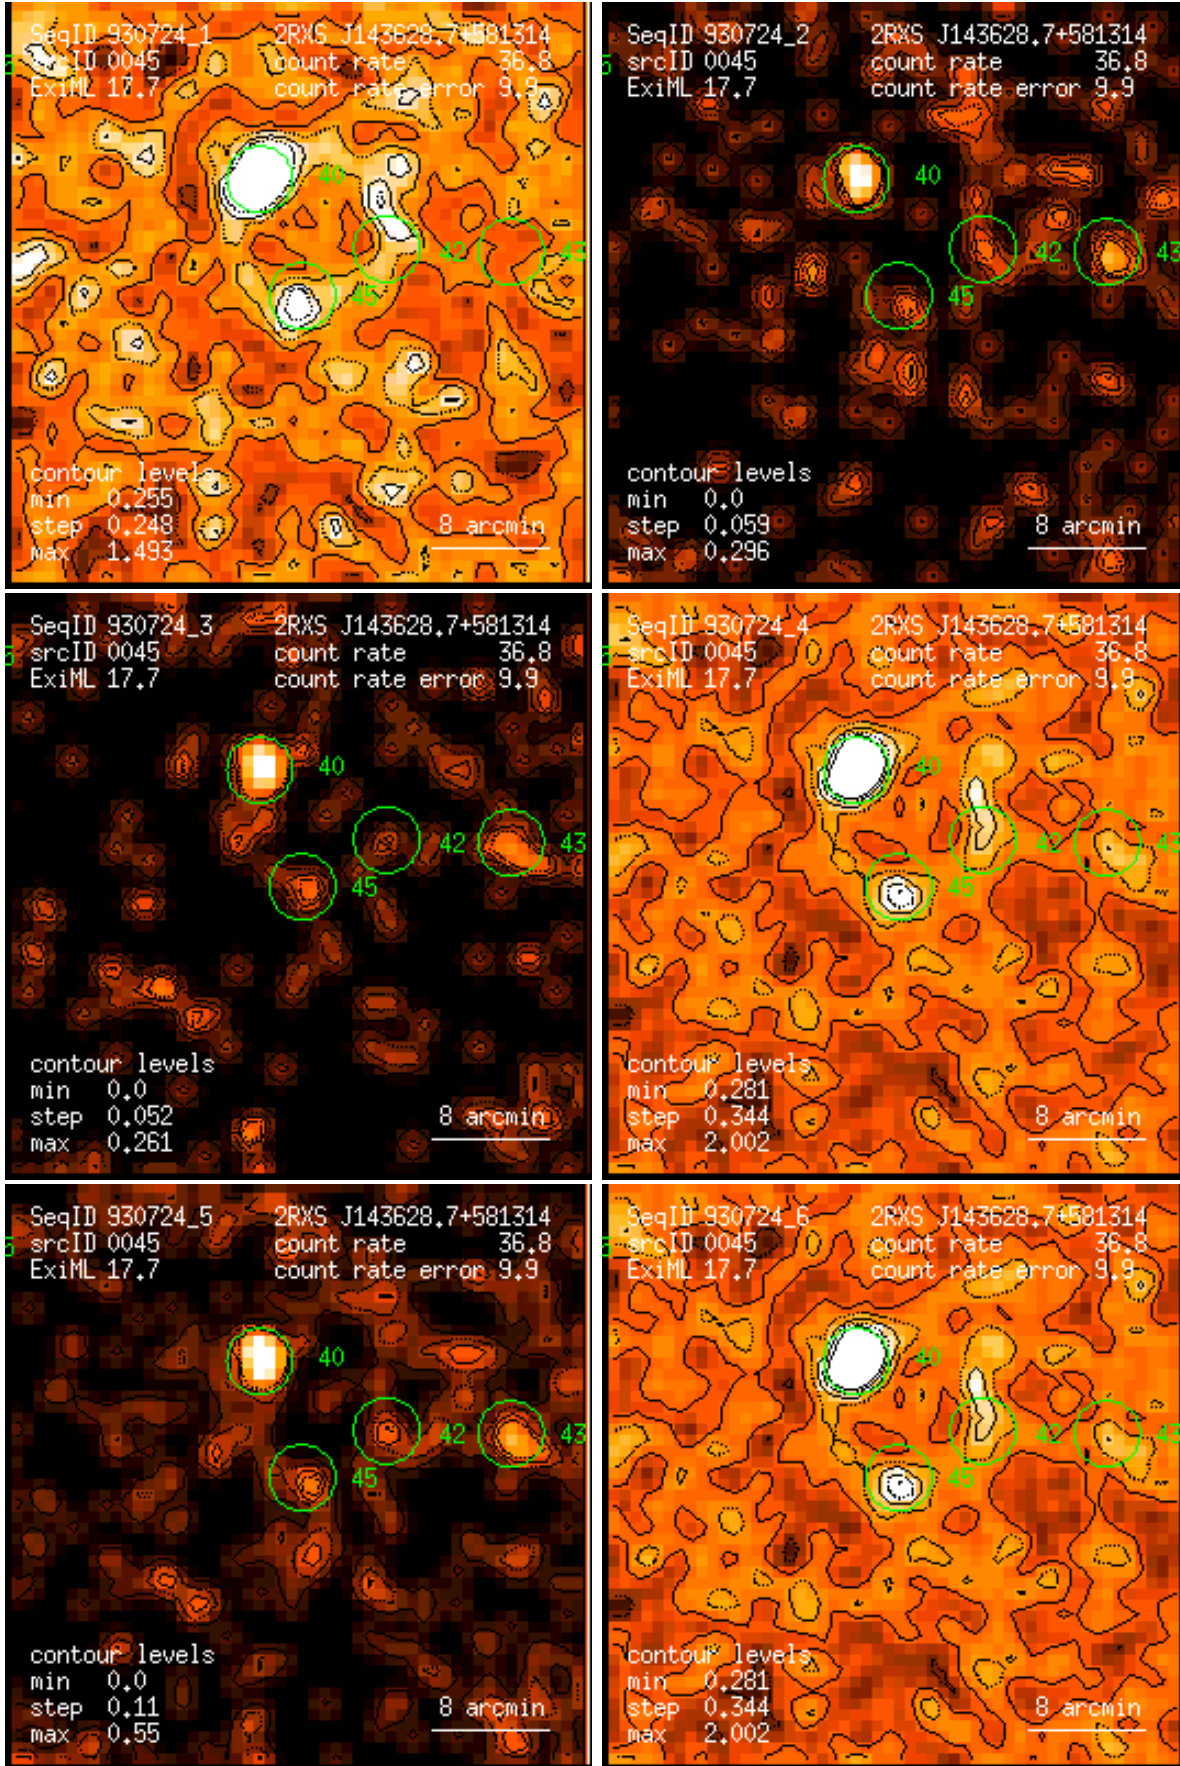 SeqID 930724_1 2RXS J143628.7+581314
5 srcID 0045 count rate 36.8
ExiML 17.7 count rate error 9.9
40
42 43
45
contour levels
min 0.255
step 0.248 8 arcmin
max 1.493
SeqID 930724_2 2RXS J143628.7+581314
5 srcID 0045 count rate 36.8
ExiML 17.7 count rate error 9.9
40
42 43
45
contour levels
min 0.0
step 0.059 8 arcmin
max 0.296
SeqID 930724_3 2RXS J143628.7+581314
5 srcID 0045 count rate 36.8
ExiML 17.7 count rate error 9.9
40
42 43
45
contour levels
min 0.0
step 0.052 8 arcmin
max 0.261
SeqID 930724_4 2RXS J143628.7+581314
5 srcID 0045 count rate 36.8
ExiML 17.7 count rate error 9.9
40
42 43
45
contour levels
min 0.281
step 0.344 8 arcmin
max 2.002
SeqID 930724_5 2RXS J143628.7+581314
5 srcID 0045 count rate 36.8
ExiML 17.7 count rate error 9.9
40
42 43
45
contour levels
min 0.0
step 0.11 8 arcmin
max 0.55
SeqID 930724_6 2RXS J143628.7+581314
5 srcID 0045 count rate 36.8
ExiML 17.7 count rate error 9.9
40
42 43
45
contour levels
min 0.281
step 0.344 8 arcmin
max 2.002